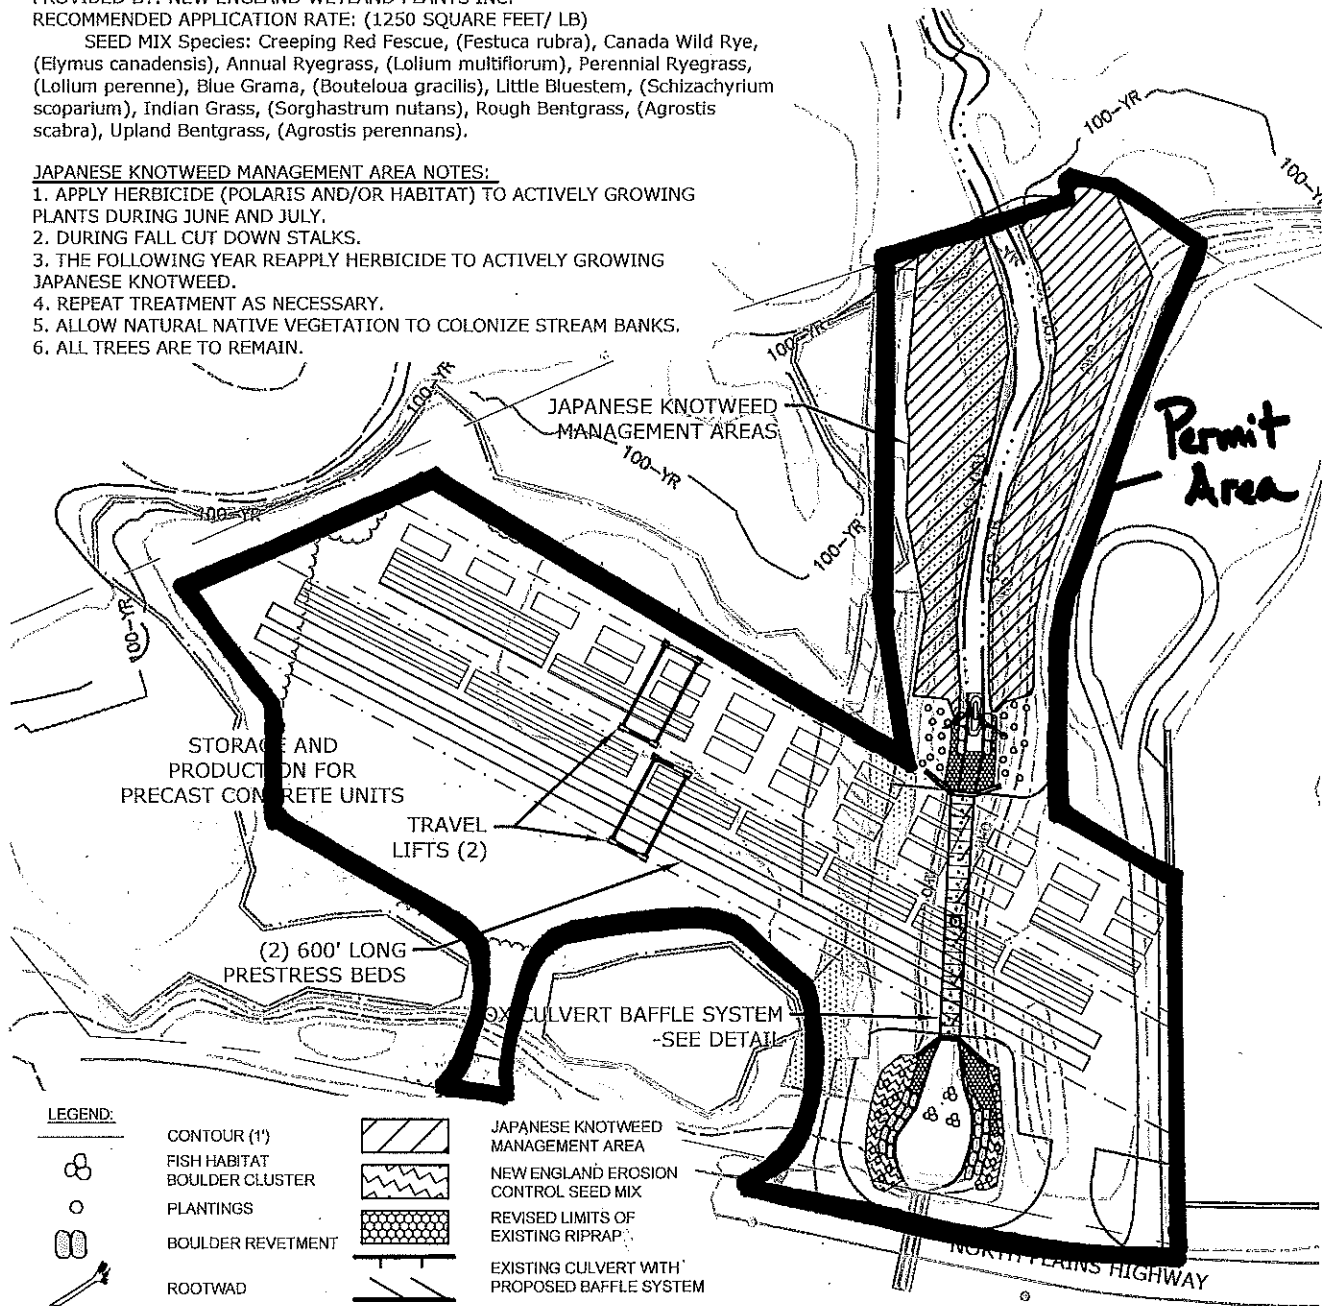 PROVIDED BY: NEW ENGLAND WETLAND PLANTS INC.
RECOMMENDED APPLICATION RATE: (1250 SQUARE FEET/ LB)
SEED MIX Species: Creeping Red Fescue, (Festuca rubra), Canada Wild Rye,
(Elymus canadensis), Annual Ryegrass, (Lolium multiflorum), Perennial Ryegrass,
(Lolium perenne), Blue Grama, (Bouteloua gracilis), Little Bluestem, (Schizachyrium
scoparium), Indian Grass, (Sorghastrum nutans), Rough Bentgrass, (Agrostis
scabra), Upland Bentgrass, (Agrostis perennans).
JAPANESE KNOTWEED MANAGEMENT AREA NOTES:
1. APPLY HERBICIDE (POLARIS AND/OR HABITAT) TO ACTIVELY GROWING
PLANTS DURING JUNE AND JULY.
2. DURING FALL CUT DOWN STALKS.
3. THE FOLLOWING YEAR REAPPLY HERBICIDE TO ACTIVELY GROWING
JAPANESE KNOTWEED.
4. REPEAT TREATMENT AS NECESSARY.
5. ALLOW NATURAL NATIVE VEGETATION TO COLONIZE STREAM BANKS.
6. ALL TREES ARE TO REMAIN.
100-YR
100-YR
100-YR
100-YR
100-YR
100-YR
100-YR
JAPANESE KNOTWEED
MANAGEMENT AREAS
Permit
Area
STORAGE AND
PRODUCTION FOR
PRECAST CONCRETE UNITS
TRAVEL
LIFTS (2)
(2) 600' LONG
PRESTRESS BEDS
OX CULVERT BAFFLE SYSTEM
-SEE DETAIL
LEGEND:
CONTOUR (1')
FISH HABITAT
BOULDER CLUSTER
PLANTINGS
BOULDER REVETMENT
ROOTWAD
JAPANESE KNOTWEED
MANAGEMENT AREA
NEW ENGLAND EROSION
CONTROL SEED MIX
REVISED LIMITS OF
EXISTING RIPRAP
EXISTING CULVERT WITH
PROPOSED BAFFLE SYSTEM
NORTH PLAINS HIGHWAY